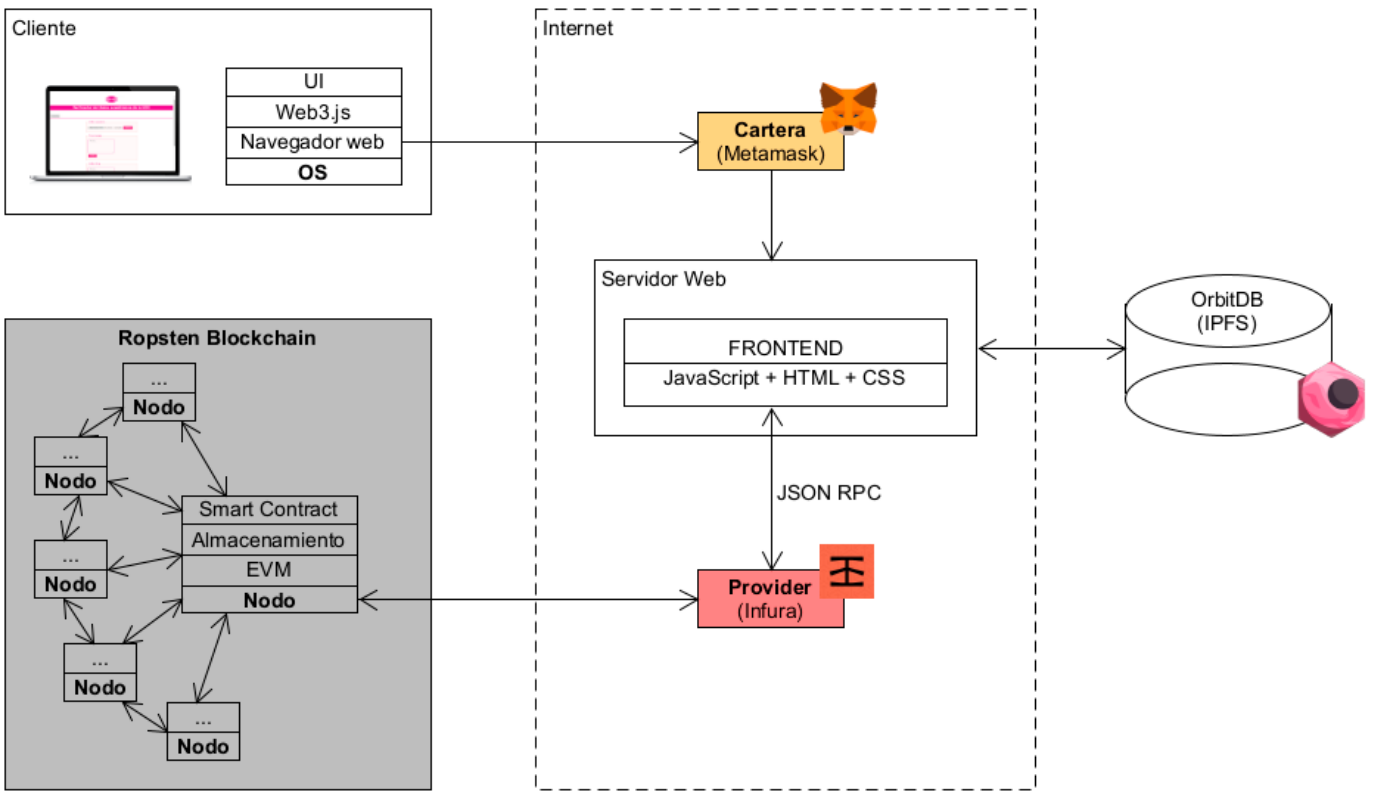 Cliente
UI
Web3.js
Navegador web
OS
Internet
Cartera
(Metamask)
Servidor Web
FRONTEND
JavaScript + HTML + CSS
OrbitDB
(IPFS)
JSON RPC
Provider
(Infura)
Ropsten Blockchain
...
Nodo
...
Nodo
Smart Contract
Almacenamiento
EVM
Nodo
...
Nodo
...
Nodo
...
Nodo